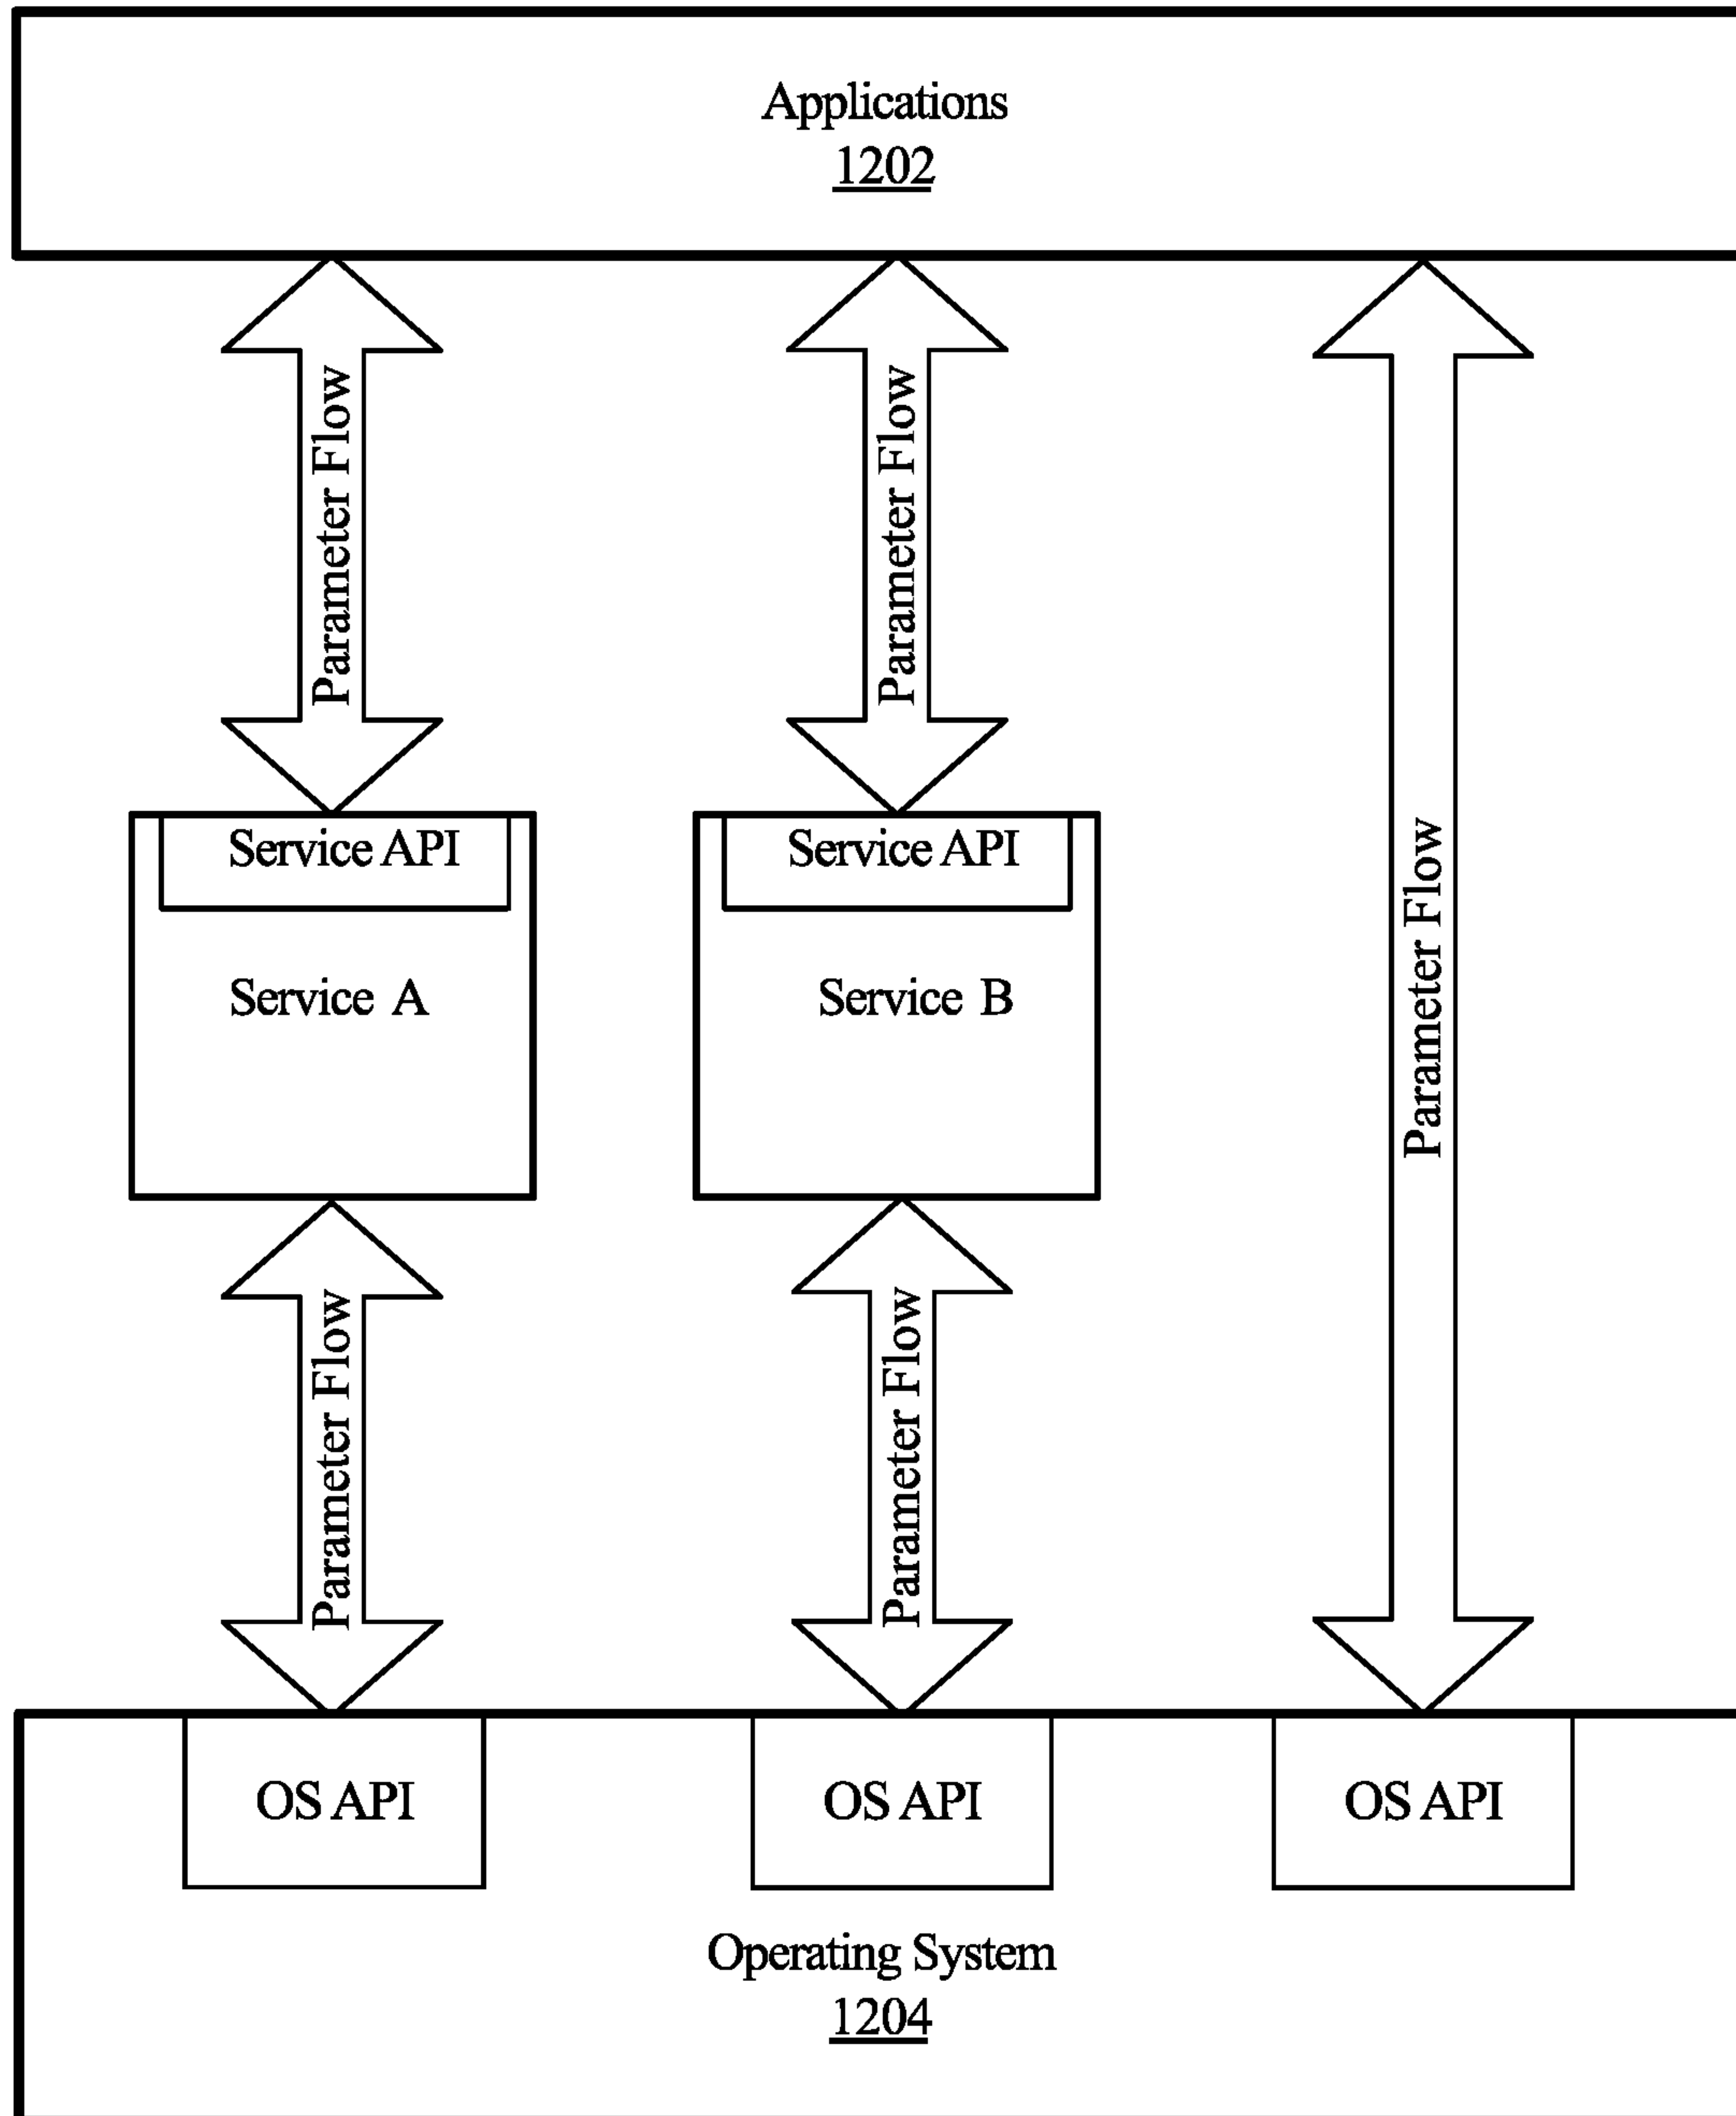 Applications
1202
Parameter Flow
Parameter Flow
Parameter Flow
Service API
Service API
Service A
Service B
Parameter Flow
Parameter Flow
OS API
OS API
OS API
Operating System
1204